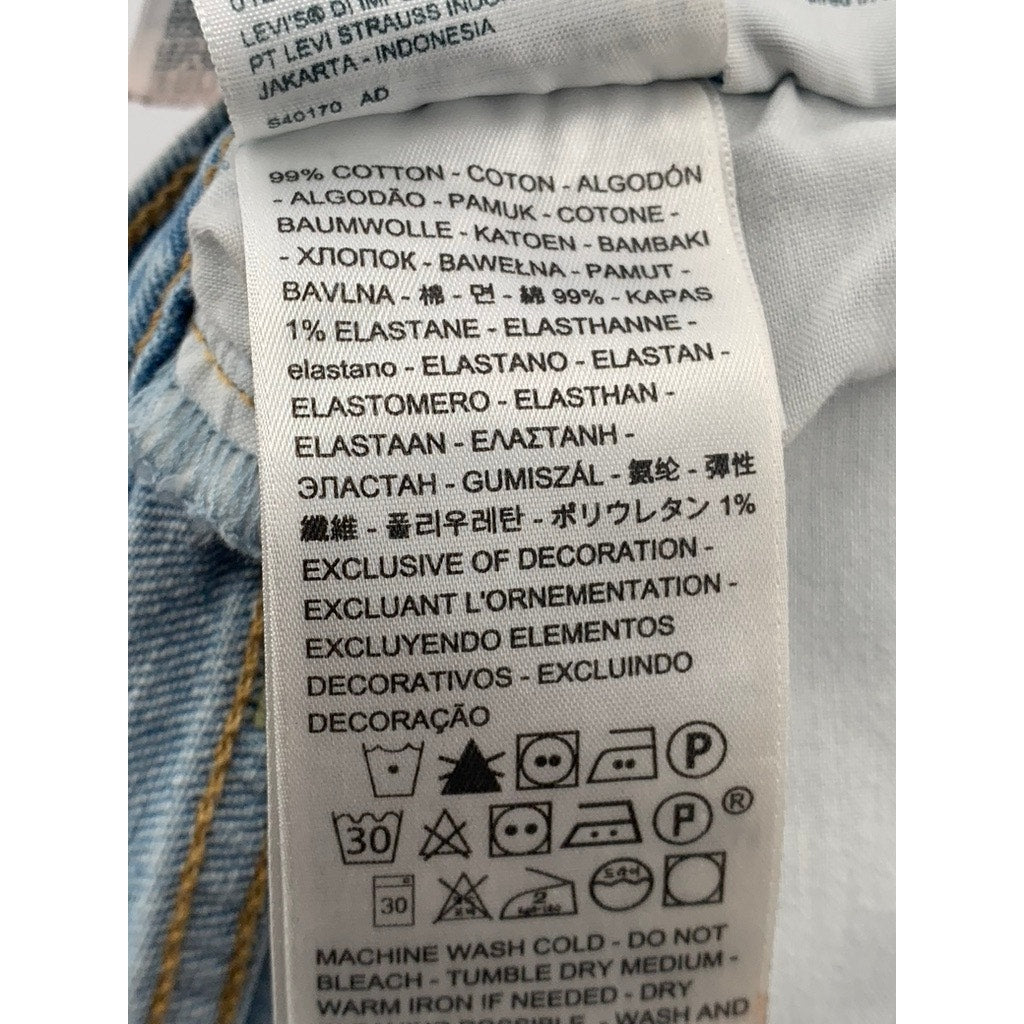 LEVI'S® DI
PT LEVI STRAUSS
JAKARTA - INDONESIA
S40170 AD
99% COTTON - COTON - ALGODÓN
- ALGODÃO - PAMUK - COTONE -
BAUMWOLLE - KATOEN - BAMBAKI
- ХЛОПОК - BAWEŁNA - PAMUT -
BAVLNA - 棉 - 면 - 綿 99% - KAPAS
1% ELASTANE - ELASTHANNE -
elastano - ELASTANO - ELASTAN -
ELASTOMERO - ELASTHAN -
ELASTAAN - ΕΛΑΣΤΑΝΗ -
ЭЛАСТАН - GUMISZÁL - 氨纶 - 彈性
纖維 - 폴리우레탄 - ポリウレタン 1%
EXCLUSIVE OF DECORATION -
EXCLUANT L'ORNEMENTATION -
EXCLUYENDO ELEMENTOS
DECORATIVOS - EXCLUINDO
DECORAÇÃO
P
30 P ®
30 2
MACHINE WASH COLD - DO NOT
BLEACH - TUMBLE DRY MEDIUM -
WARM IRON IF NEEDED - DRY
POSSIBLE - WASH AND